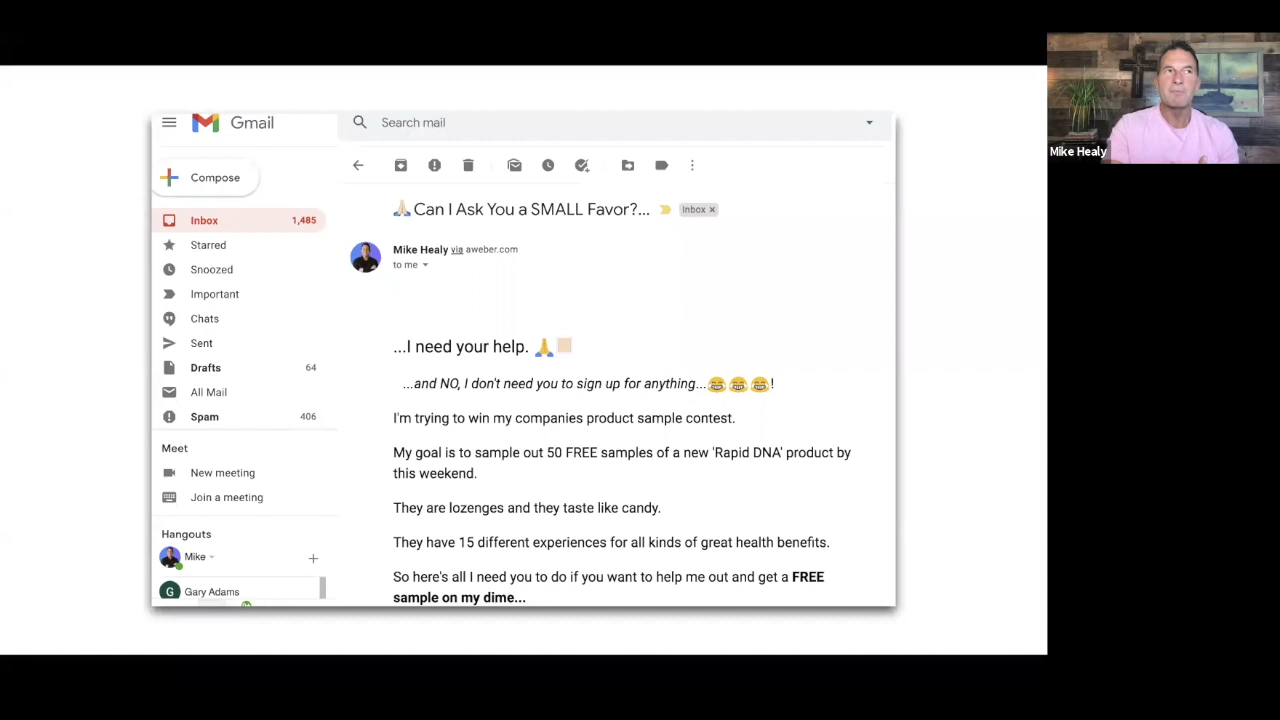 Gmail
Search mail
Compose
Inbox 1,485
Starred
Snoozed
Important
Chats
Sent
Drafts 64
All Mail
Spam 406
Meet
New meeting
Join a meeting
Hangouts
Mike
G Gary Adams
🙏Can I Ask You a SMALL Favor?... Inbox x
Mike Healy via aweber.com
to me
...I need your help. 🙏
...and NO, I don't need you to sign up for anything...😂😂😂!
I'm trying to win my companies product sample contest.
My goal is to sample out 50 FREE samples of a new 'Rapid DNA' product by
this weekend.
They are lozenges and they taste like candy.
They have 15 different experiences for all kinds of great health benefits.
So here's all I need you to do if you want to help me out and get a FREE
sample on my dime...
Mike Healy